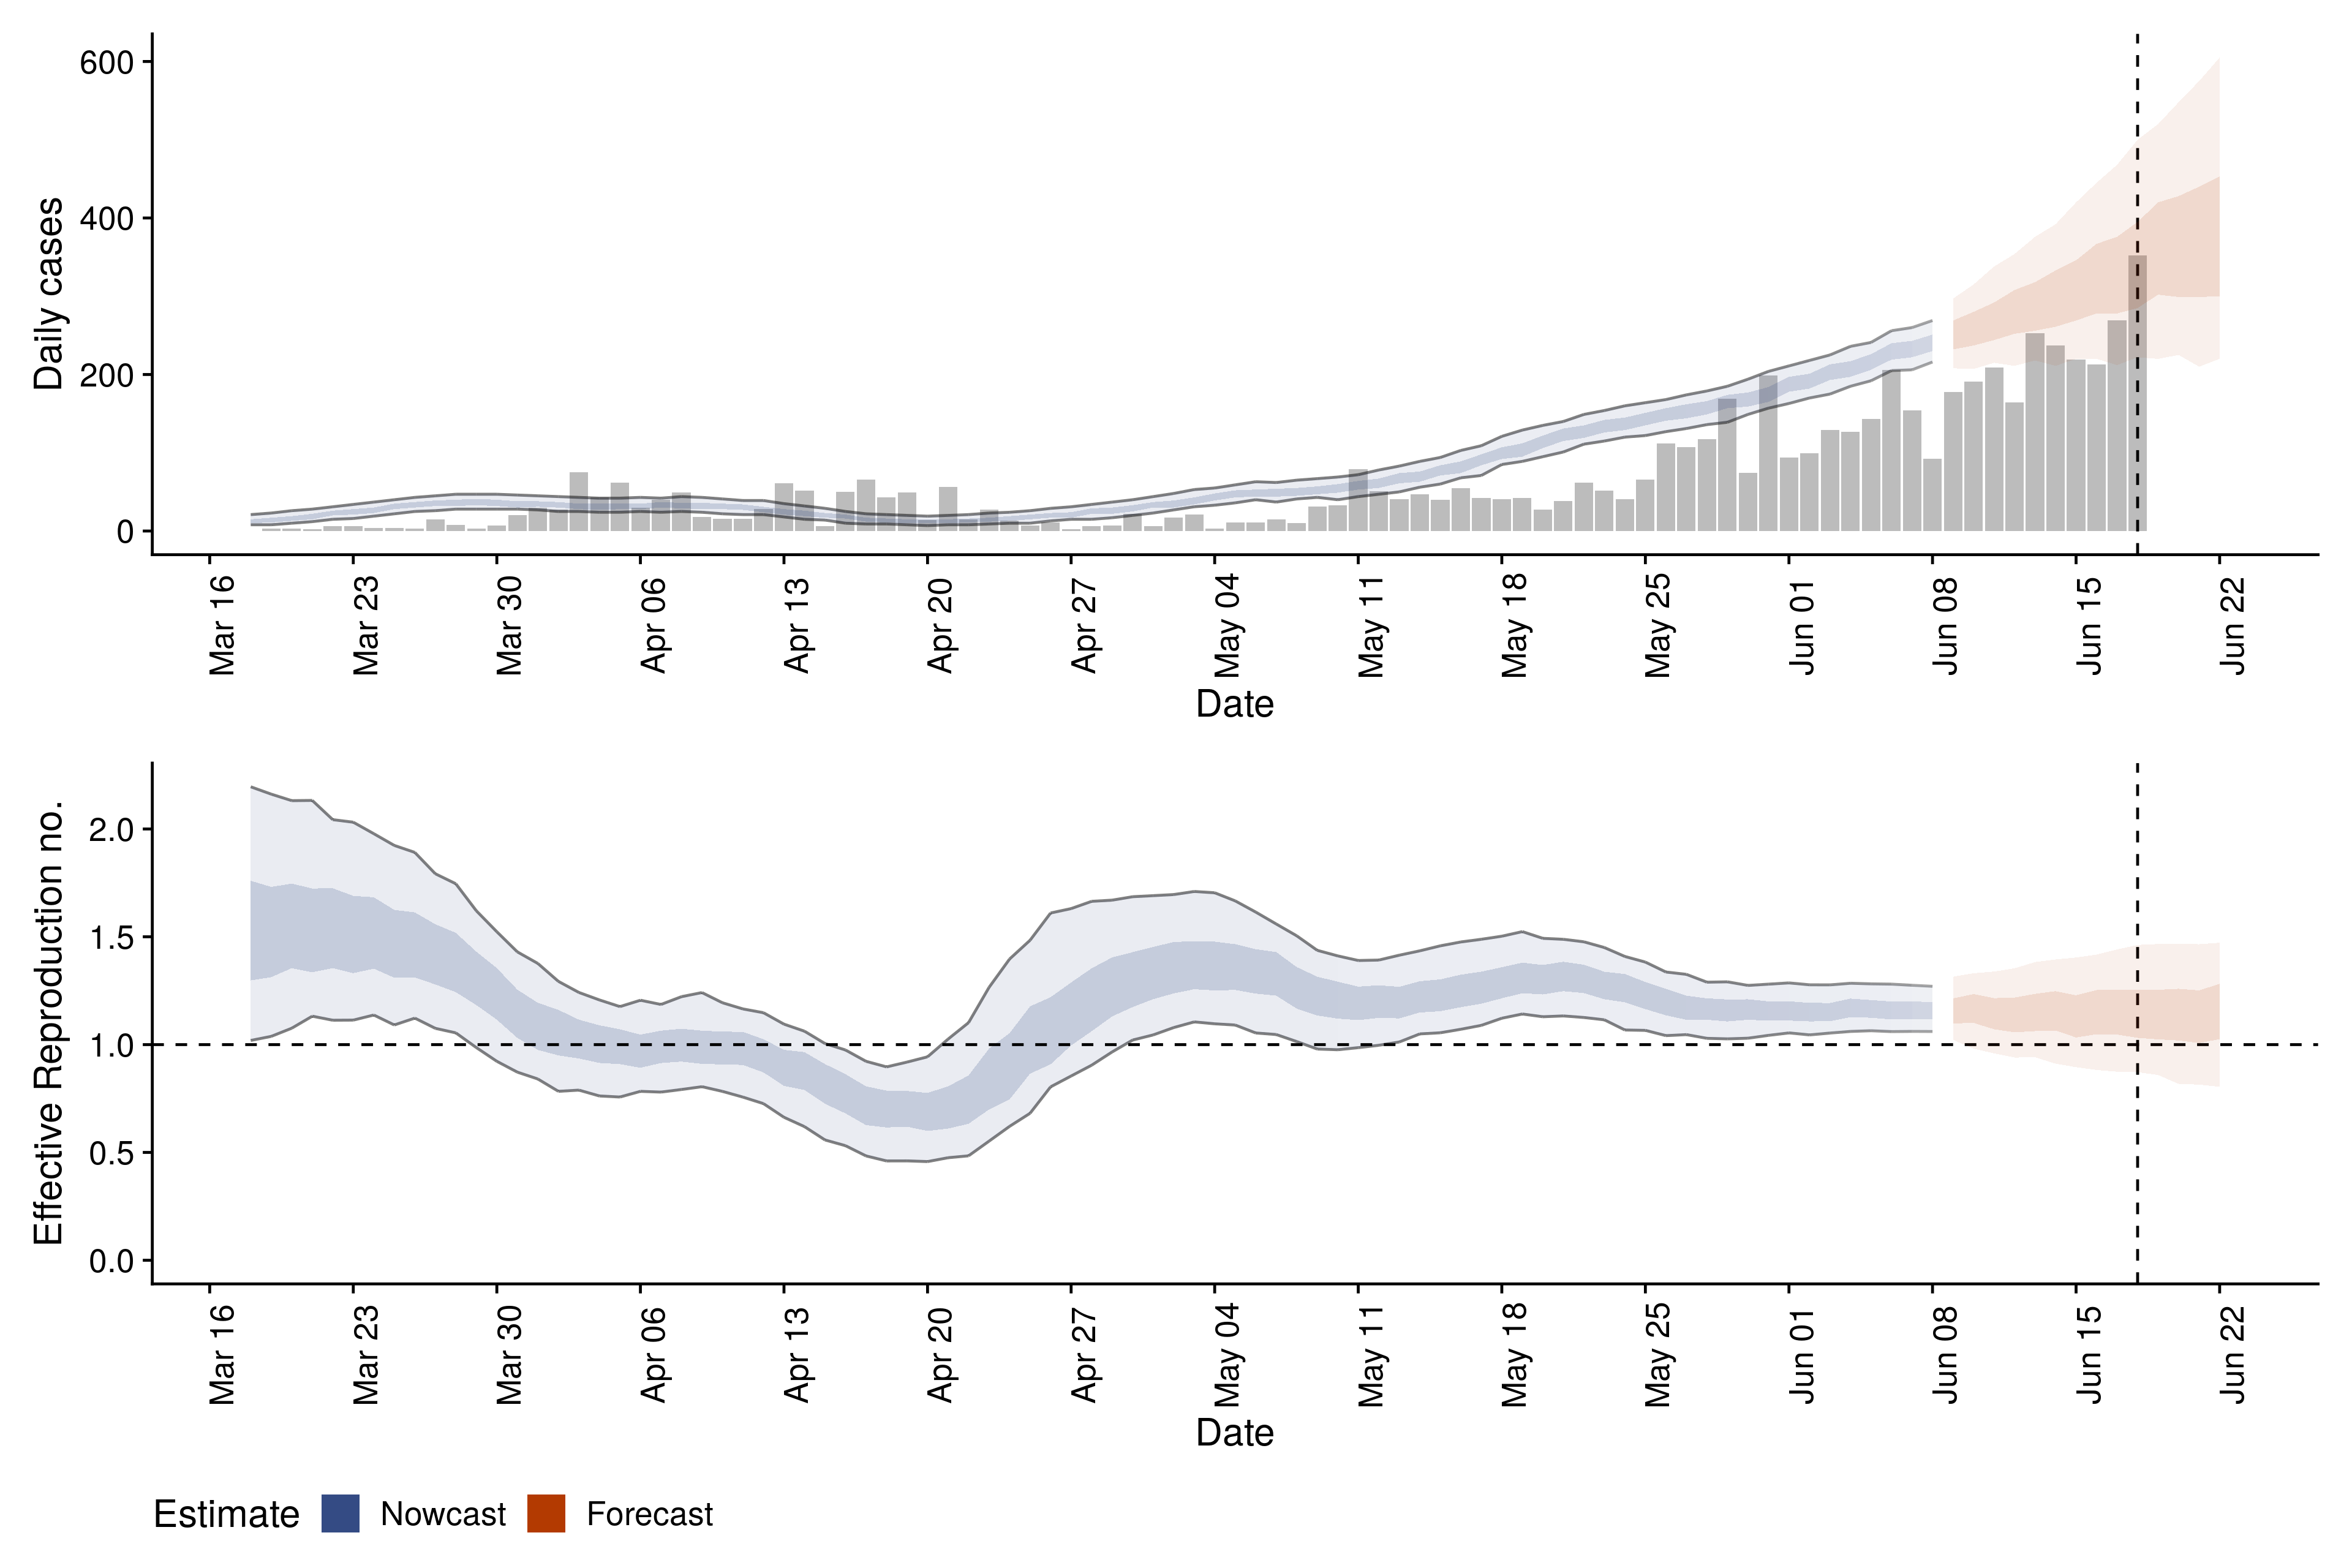 Daily cases
600
400
200
0
Mar 16
Mar 23
Mar 30
Apr 06
Apr 13
Apr 20
Apr 27
May 04
May 11
May 18
May 25
Jun 01
Jun 08
Jun 15
Jun 22
Date
Effective Reproduction no.
2.0
1.5
1.0
0.5
0.0
Mar 16
Mar 23
Mar 30
Apr 06
Apr 13
Apr 20
Apr 27
May 04
May 11
May 18
May 25
Jun 01
Jun 08
Jun 15
Jun 22
Date
Estimate Nowcast Forecast